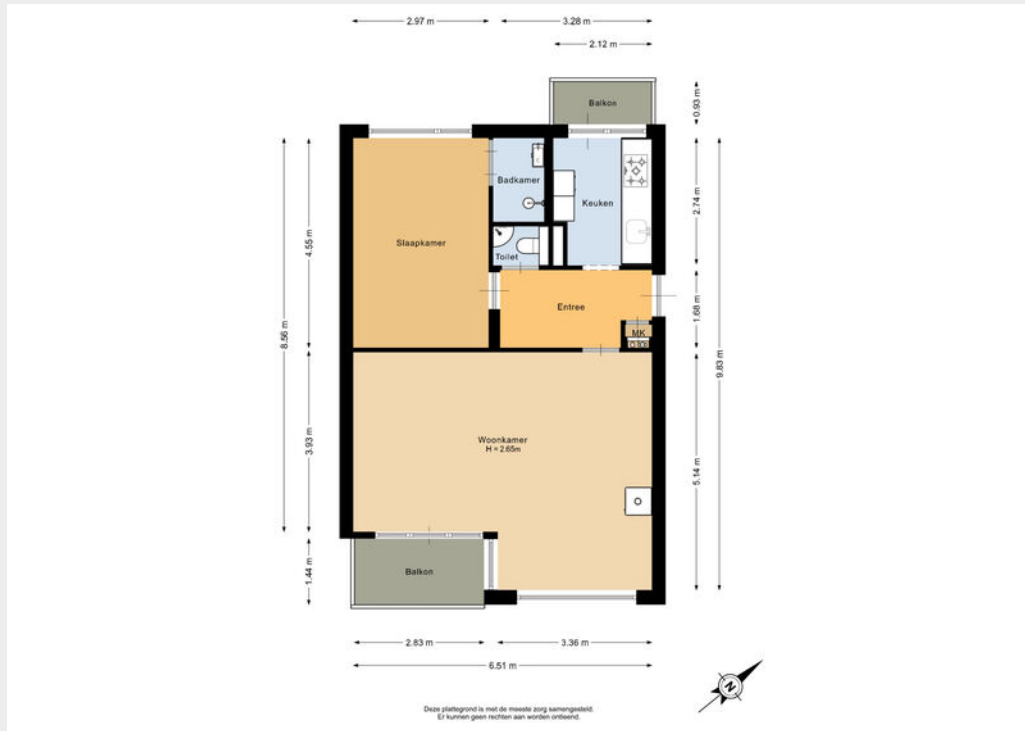 2.97 m
3.28 m
2.12 m
Balkon
0.93 m
Badkamer
Keuken
Slaapkamer
Toilet
Entree
MK
4.55 m
2.74 m
1.68 m
8.56 m
9.83 m
3.93 m
5.14 m
Woonkamer
H = 2.65m
Balkon
1.44 m
2.83 m
3.36 m
6.51 m
N
Deze plattegrond is met de meeste zorg samengesteld.
Er kunnen geen rechten aan worden ontleend.